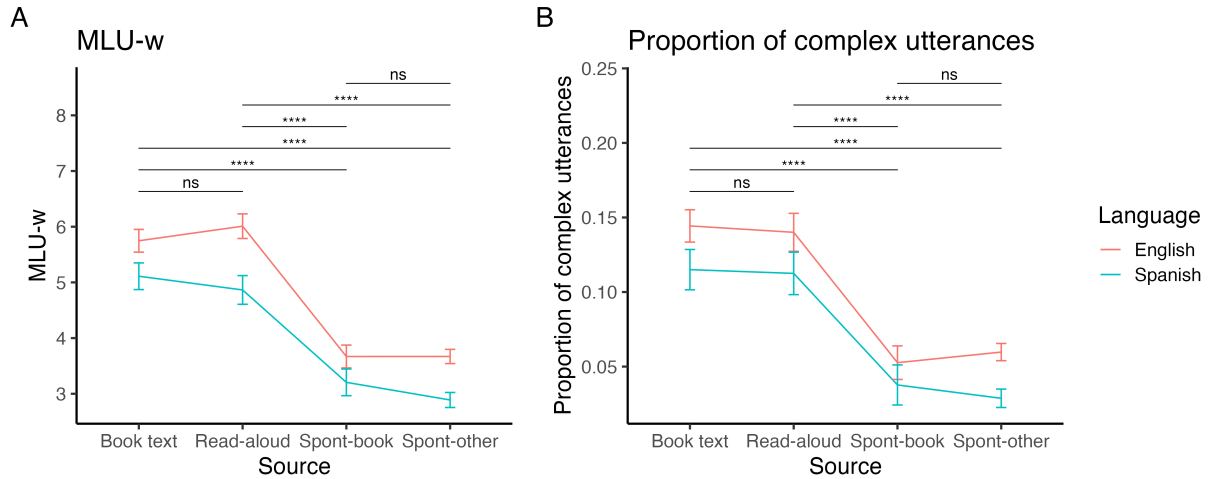 A
MLU-w
MLU-w
8
7
6
5
4
3
ns
****
****
****
****
ns
Book text Read-aloud Spont-book Spont-other
Source
B
Proportion of complex utterances
Proportion of complex utterances
0.25
0.20
0.15
0.10
0.05
ns
****
****
****
****
ns
Book text Read-aloud Spont-book Spont-other
Source
Language
English
Spanish